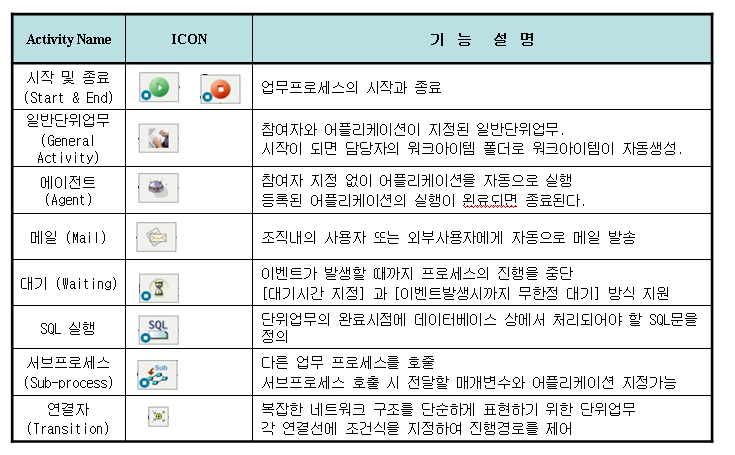 Activity Name
ICON
기 능 설 명
시작 및 종료
(Start & End)
업무프로세스의 시작과 종료
일반단위업무
(General
Activity)
참여자와 어플리케이션이 지정된 일반단위업무.
시작이 되면 담당자의 워크아이템 폴더로 워크아이템이 자동생성.
에이전트
(Agent)
참여자 지정 없이 어플리케이션을 자동으로 실행
등록된 어플리케이션의 실행이 왼료되면 종료된다.
메일 (Mail)
조직내의 사용자 또는 외부사용자에게 자동으로 메일 발송
대기 (Waiting)
이벤트가 발생할 때까지 프로세스의 진행을 중단
[대기시간 지정] 과 [이벤트발생시까지 무한정 대기] 방식 지원
SQL 실행
SQL
단위업무의 완료시점에 데이터베이스 상에서 처리되어야 할 SQL문을
정의
서브프로세스
(Sub-process)
Sub
다른 업무 프로세스를 호출
서브프로세스 호출 시 전달할 매개변수와 어플리케이션 지정가능
연결자
(Transition)
복잡한 네트워크 구조를 단순하게 표현하기 위한 단위업무
각 연결선에 조건식을 지정하여 진행경로를 제어